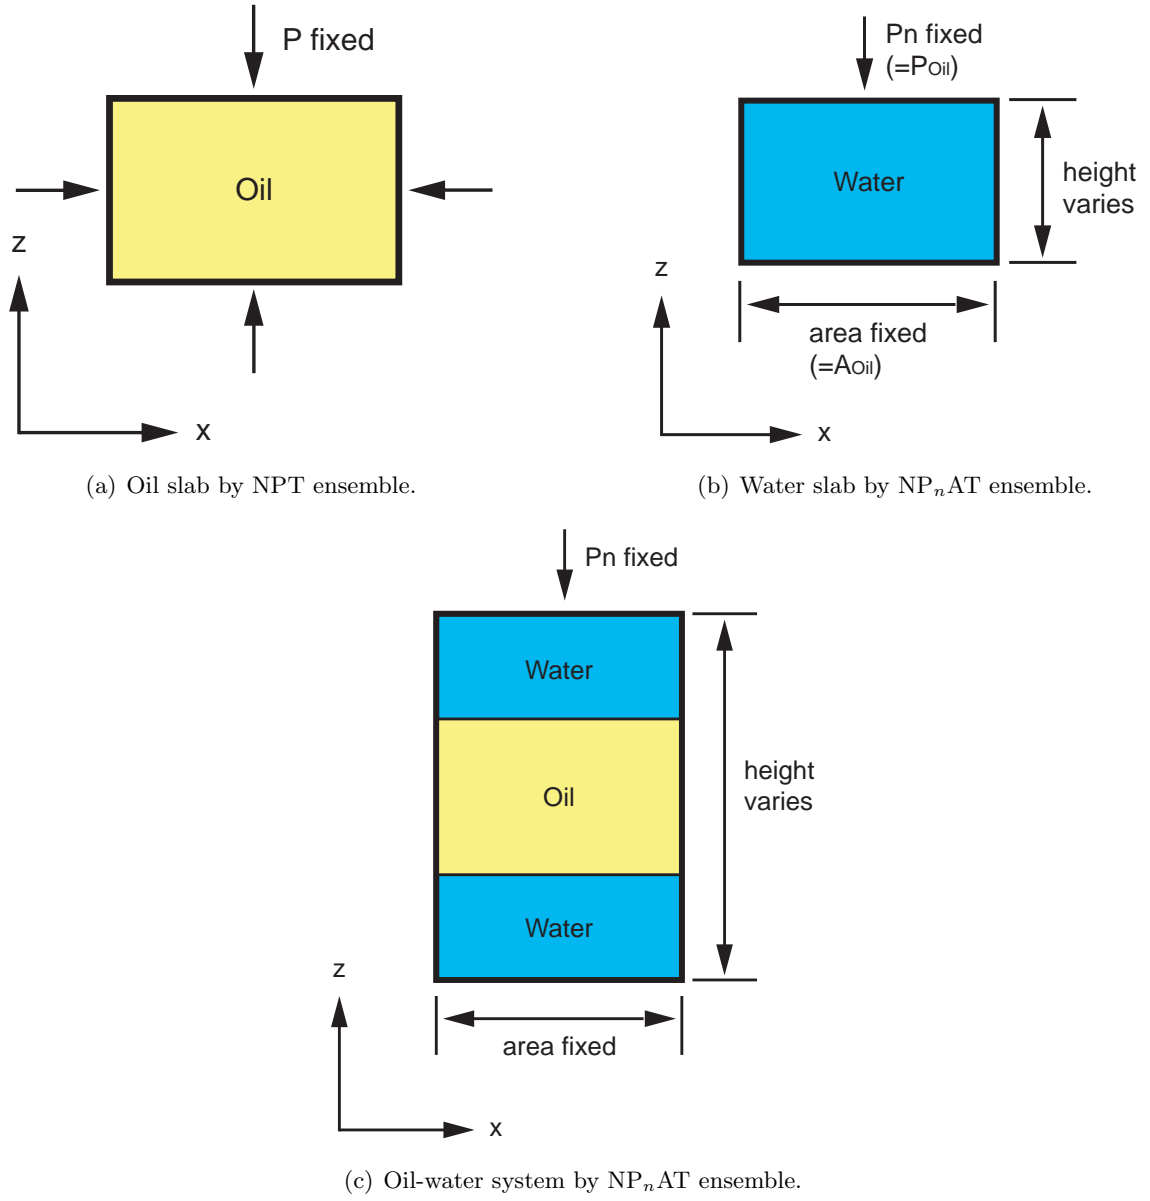 P fixed
Oil
z
x
(a) Oil slab by NPT ensemble.
Pn fixed
(=POil)
Water
height
varies
z
area fixed
(=AOil)
x
(b) Water slab by NPnAT ensemble.
Pn fixed
Water
Oil
height
varies
Water
z
area fixed
x
(c) Oil-water system by NPnAT ensemble.